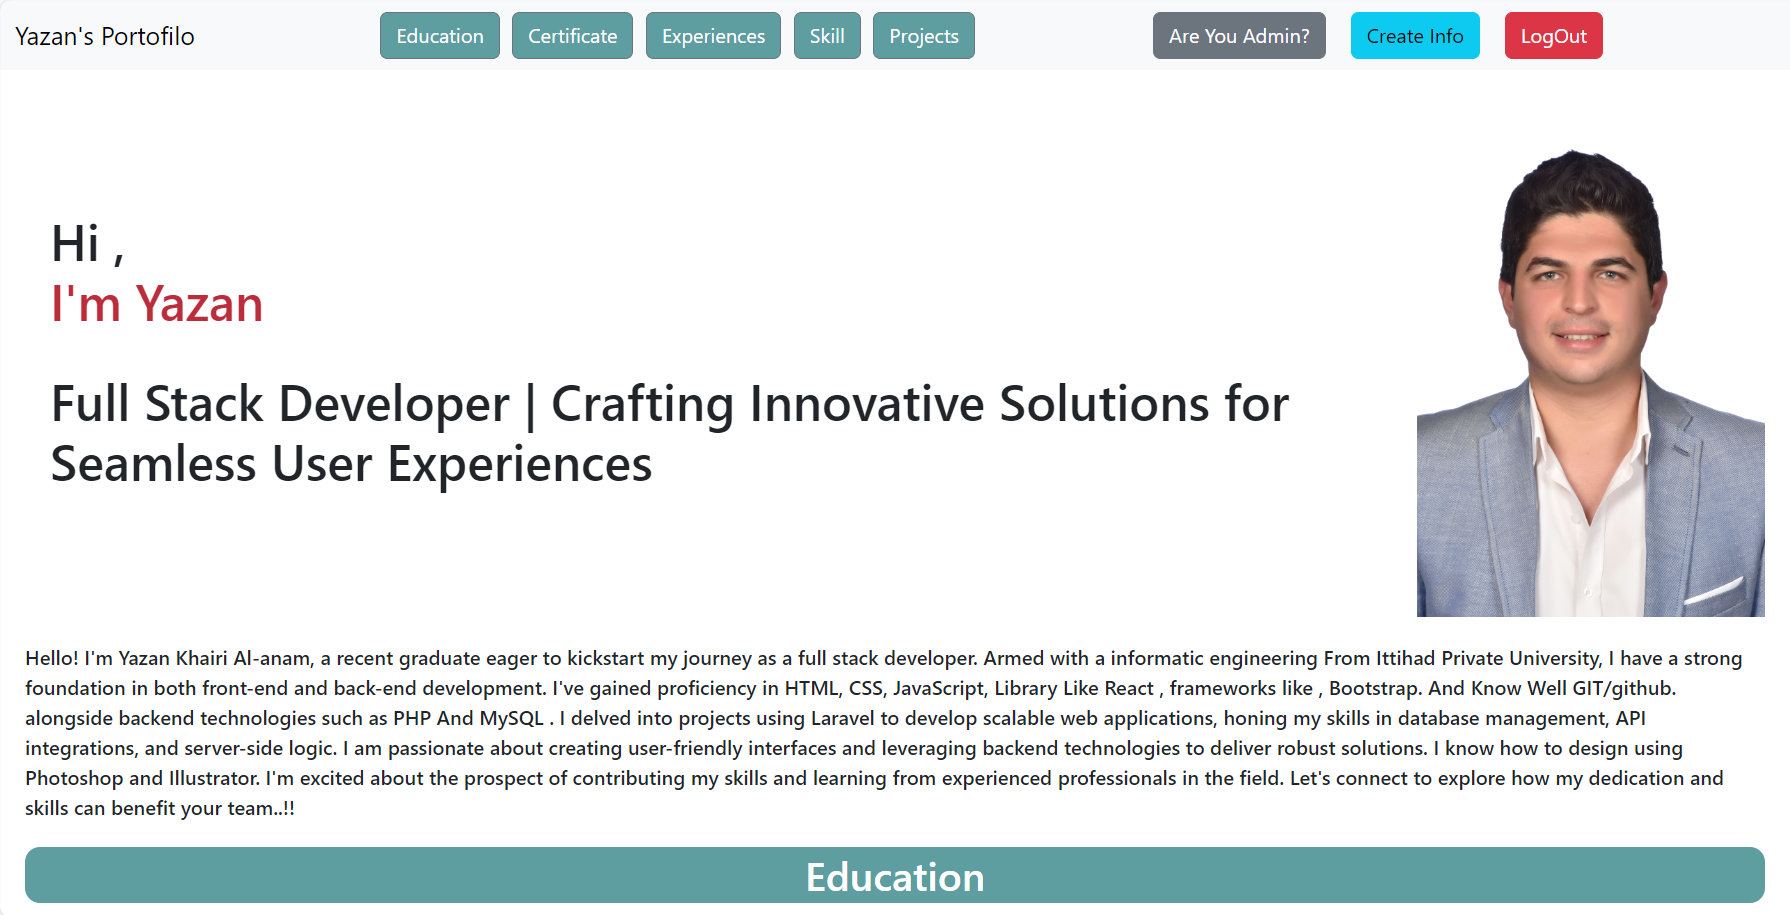 Yazan's Portofilo Education Certificate Experiences Skill Projects Are You Admin? Create Info LogOut
Hi ,
I'm Yazan
Full Stack Developer | Crafting Innovative Solutions for
Seamless User Experiences
Hello! I'm Yazan Khairi Al-anam, a recent graduate eager to kickstart my journey as a full stack developer. Armed with a informatic engineering From Ittihad Private University, I have a strong
foundation in both front-end and back-end development. I've gained proficiency in HTML, CSS, JavaScript, Library Like React , frameworks like , Bootstrap. And Know Well GIT/github.
alongside backend technologies such as PHP And MySQL . I delved into projects using Laravel to develop scalable web applications, honing my skills in database management, API
integrations, and server-side logic. I am passionate about creating user-friendly interfaces and leveraging backend technologies to deliver robust solutions. I know how to design using
Photoshop and Illustrator. I'm excited about the prospect of contributing my skills and learning from experienced professionals in the field. Let's connect to explore how my dedication and
skills can benefit your team..!!
Education